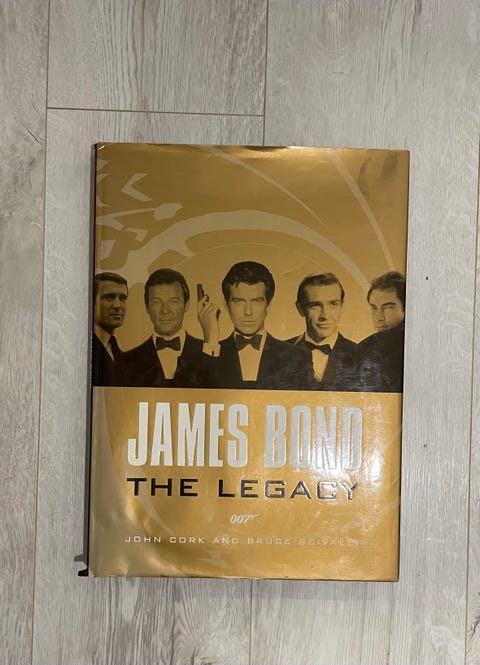 JAMES BOND
THE LEGACY
007
JOHN CORK AND BRUCE SCIVALLY